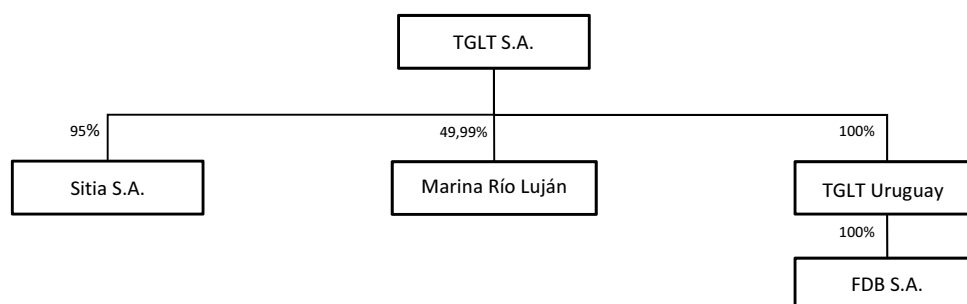 TGLT S.A.
95%
49,99%
100%
Sitia S.A.
Marina Río Luján
TGLT Uruguay
100%
FDB S.A.